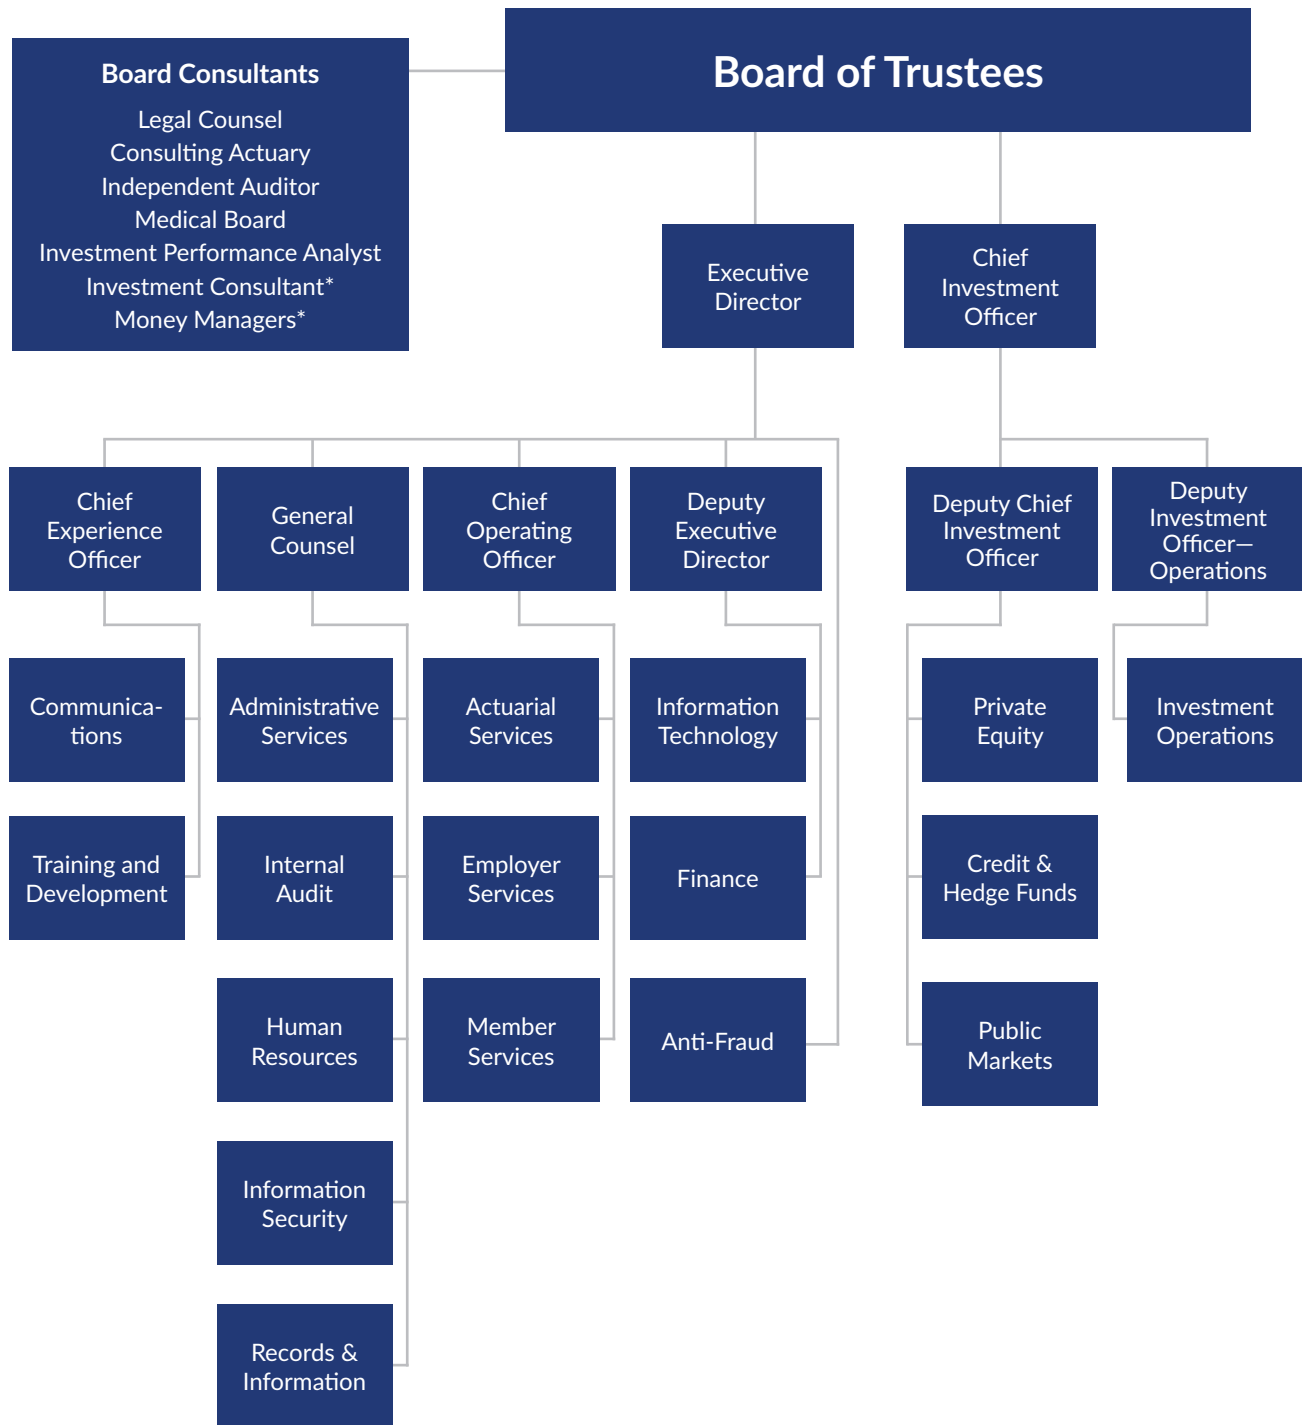 Board of Trustees
Board Consultants
Legal Counsel
Consulting Actuary
Independent Auditor
Medical Board
Investment Performance Analyst
Investment Consultant*
Money Managers*
Executive
Director
Chief
Investment
Officer
Chief
Experience
Officer
General
Counsel
Chief
Operating
Officer
Deputy
Executive
Director
Deputy Chief
Investment
Officer
Deputy
Investment
Officer—
Operations
Communica-
tions
Administrative
Services
Actuarial
Services
Information
Technology
Private
Equity
Investment
Operations
Training and
Development
Internal
Audit
Employer
Services
Finance
Credit &
Hedge Funds
Human
Resources
Member
Services
Anti-Fraud
Public
Markets
Information
Security
Records &
Information